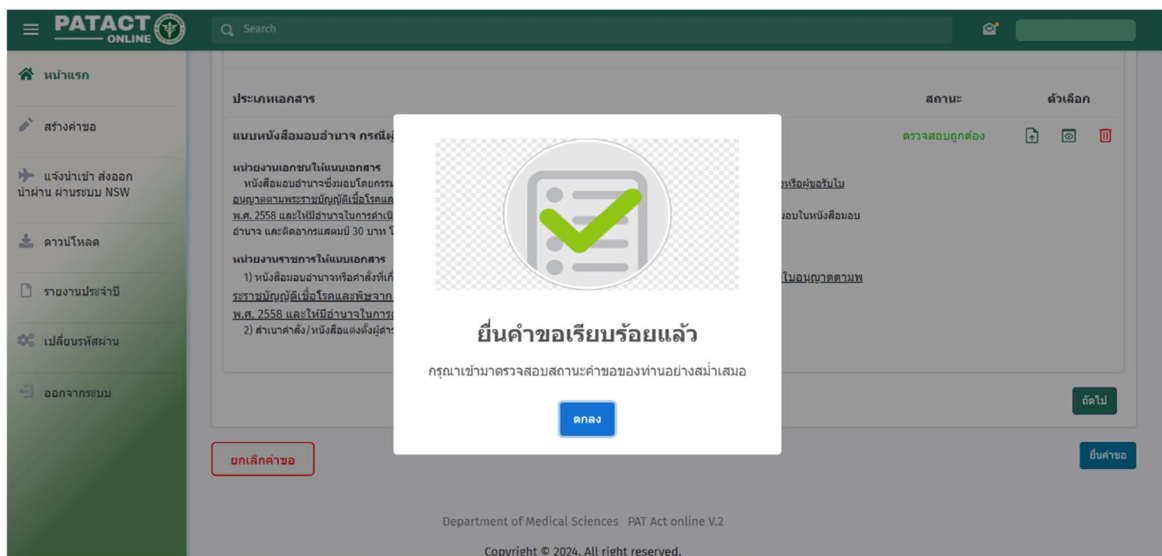 PATACT
ONLINE
Search
หน้าแรก
สร้างคำขอ
แจ้งนำเข้า ส่งออก
นำผ่าน ผ่านระบบ NSW
ดาวน์โหลด
รายงานประจำปี
เปลี่ยนรหัสผ่าน
ออกจากระบบ
ประเภทเอกสาร สถานะ ตัวเลือก
แนบหนังสือมอบอำนาจ กรณีผู้ ตรวจสอบถูกต้อง
หน่วยงานเอกชนให้แนบเอกสาร
หนังสือมอบอำนาจซึ่งมอบโดยกรรม หรือผู้ขอรับใบ
อนุญาตตามพระราชบัญญัติเชื้อโรคและ
พ.ศ. 2558 และให้มีอำนาจในการดำเนิ มอบในหนังสือมอบ
อำนาจ และติดอากรแสตมป์ 30 บาท
หน่วยงานราชการให้แนบเอกสาร
1) หนังสือมอบอำนาจหรือคำสั่งที่เกี่ ใบอนุญาตตามพ
ระราชบัญญัติเชื้อโรคและพิษจาก
พ.ศ. 2558 และให้มีอำนาจในการ
2) สำเนาคำสั่ง/หนังสือแต่งตั้งผู้ดำร
ยื่นคำขอเรียบร้อยแล้ว
กรุณาเข้ามาตรวจสอบสถานะคำขอของท่านอย่างสม่ำเสมอ
ตกลง
ถัดไป
ยกเลิกคำขอ
ยื่นคำขอ
Department of Medical Sciences PAT Act online V.2
Copyright © 2024. All right reserved.